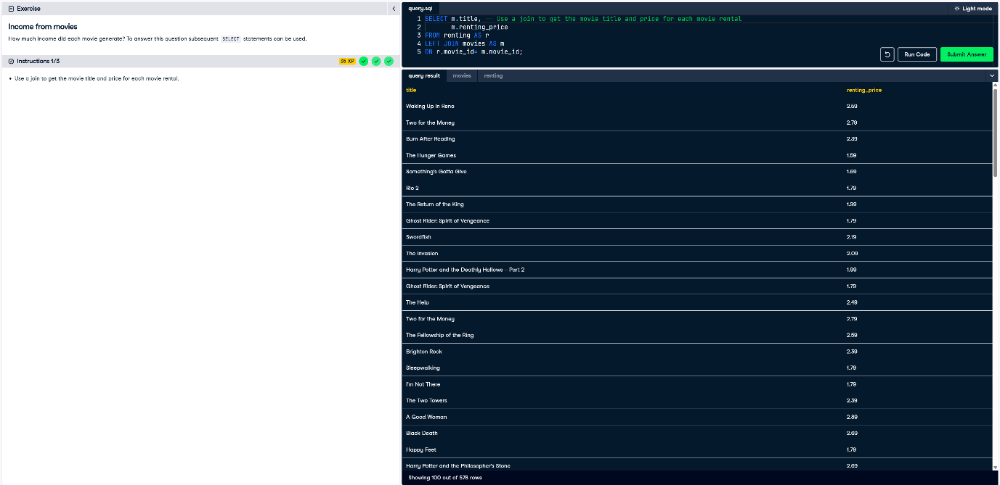 Exercise
Income from movies
How much income did each movie generate? To answer this question subsequent SELECT statements can be used.
Instructions 1/3
35 XP
• Use a join to get the movie title and price for each movie rental.
query.sql
Light mode
1 SELECT m.title, -- Use a join to get the movie title and price for each movie rental
2 m.renting_price
3 FROM renting AS r
4 LEFT JOIN movies AS m
5 ON r.movie_id= m.movie_id;
Run Code
Submit Answer
query result movies renting
title renting_price
Waking Up in Reno 2.59
Two for the Money 2.79
Burn After Reading 2.39
The Hunger Games 1.59
Something's Gotta Give 1.69
Rio 2 1.79
The Return of the King 1.99
Ghost Rider: Spirit of Vengeance 1.79
Swordfish 2.19
The Invasion 2.09
Harry Potter and the Deathly Hallows – Part 2 1.99
Ghost Rider: Spirit of Vengeance 1.79
The Help 2.49
Two for the Money 2.79
The Fellowship of the Ring 2.59
Brighton Rock 2.39
Sleepwalking 1.79
I'm Not There 1.79
The Two Towers 2.39
A Good Woman 2.89
Black Death 2.69
Happy Feet 1.79
Harry Potter and the Philosopher's Stone 2.69
Showing 100 out of 578 rows